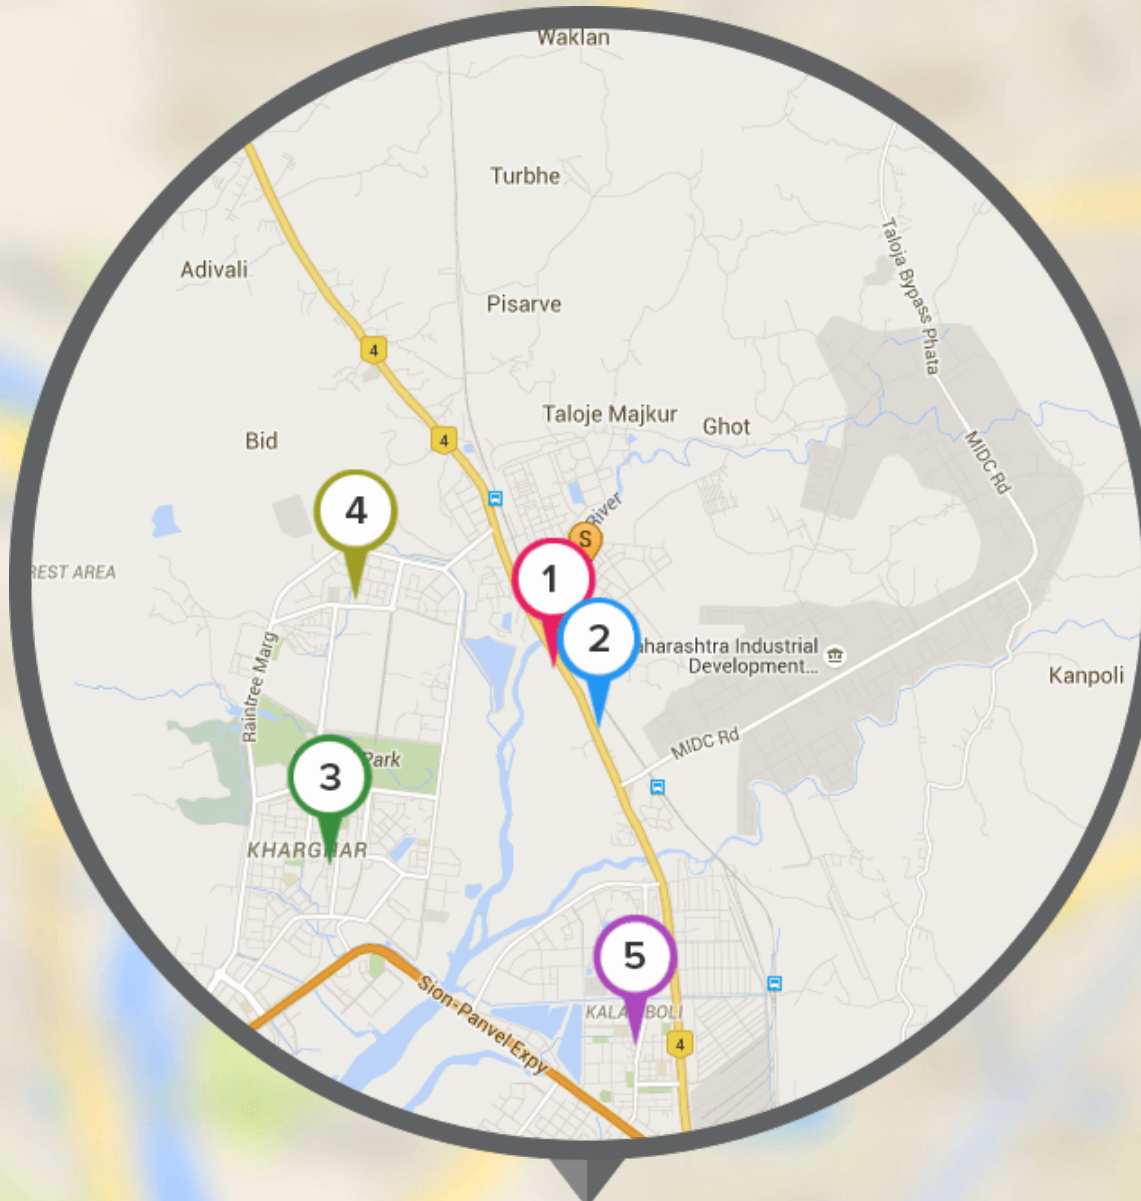 Waklan
Turbhe
Adivali
Pisarve
Taloja Bypass Phata
4
Taloje Majkur
Ghot
4
Bid
MIDC Rd
4
River
S
REST AREA
1
2
aharashtra Industrial
Development...
Raintree Marg
Kanpoli
MIDC Rd
Park
3
KHARGHAR
5
Sion-Panvel Expy
KALAMBOLI
4